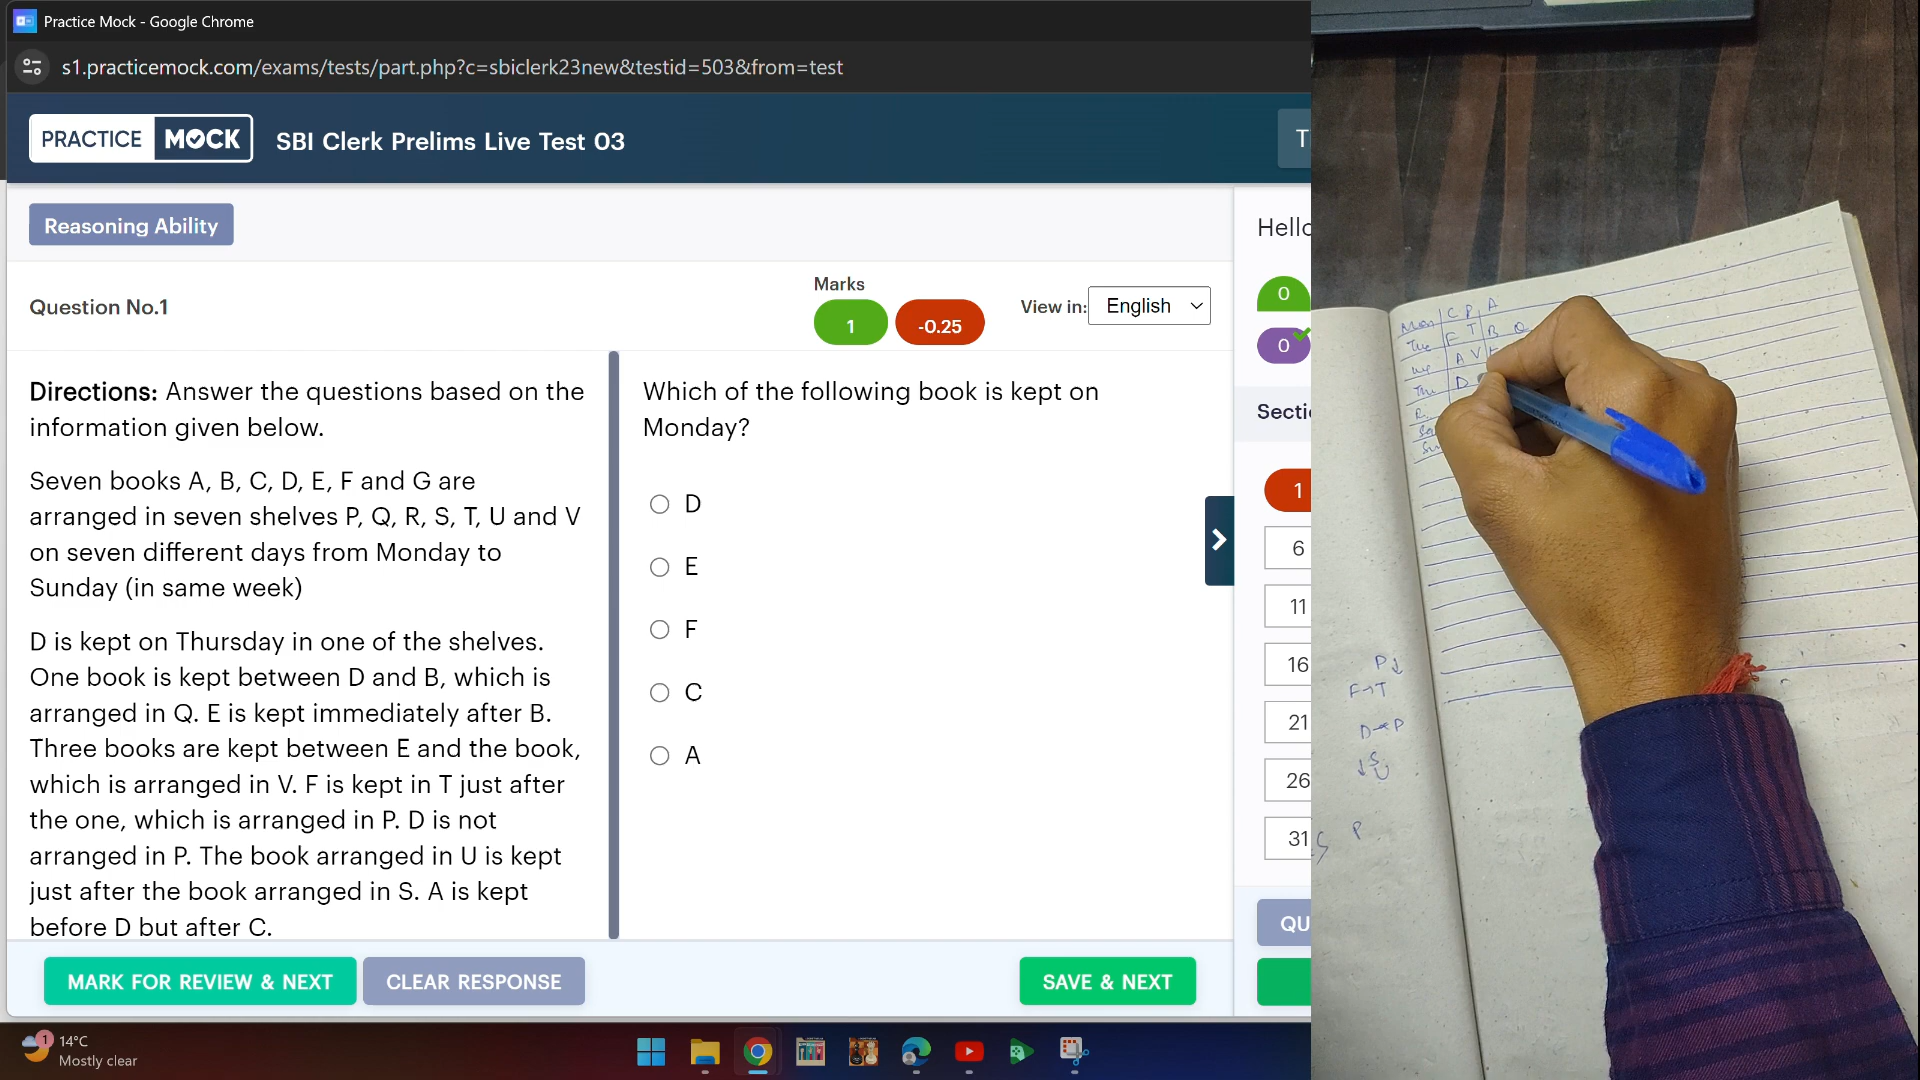 Practice Mock - Google Chrome
s1.practicemock.com/exams/tests/part.php?c=sbiclerk23new&testid=503&from=test
PRACTICE MOCK
SBI Clerk Prelims Live Test 03
T
Reasoning Ability
Hello
Question No.1
Marks
1
-0.25
View in:
English
0
0
Directions: Answer the questions based on the
information given below.
Seven books A, B, C, D, E, F and G are
arranged in seven shelves P, Q, R, S, T, U and V
on seven different days from Monday to
Sunday (in same week)
D is kept on Thursday in one of the shelves.
One book is kept between D and B, which is
arranged in Q. E is kept immediately after B.
Three books are kept between E and the book,
which is arranged in V. F is kept in T just after
the one, which is arranged in P. D is not
arranged in P. The book arranged in U is kept
just after the book arranged in S. A is kept
before D but after C.
Which of the following book is kept on
Monday?
D
E
F
C
A
Secti
1
6
11
16
21
26
31
QU
MARK FOR REVIEW & NEXT
CLEAR RESPONSE
SAVE & NEXT
1
14°C
Mostly clear
Mon C P A
Tue F T B Q
We A V
Thu D
P↓
F→T
P